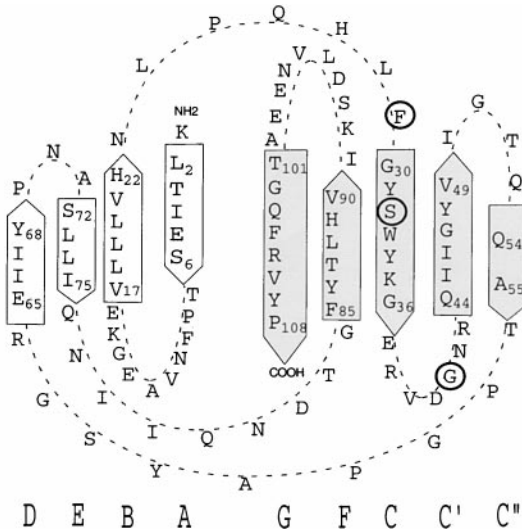 NH2
K
L2
T
I
E
S6
T
P
F
N
V
A
E
G
K
E
V17
L
L
L
V
H22
N
L
P
Q
H
L
F
G30
Y
S
W
Y
K
G36
E
R
V
D
G
N
R
Q44
I
I
G
Y
V49
I
G
T
Q
Q54
A55
T
P
G
P
A
Y
S
G
R
E65
I
I
Y68
P
N
A
S72
L
L
I75
Q
N
I
I
Q
N
D
T
G
F85
Y
T
L
H
V90
I
K
S
D
L
V
N
E
E
A
T101
G
Q
F
R
V
Y
P108
COOH
D E B A G F C C' C"